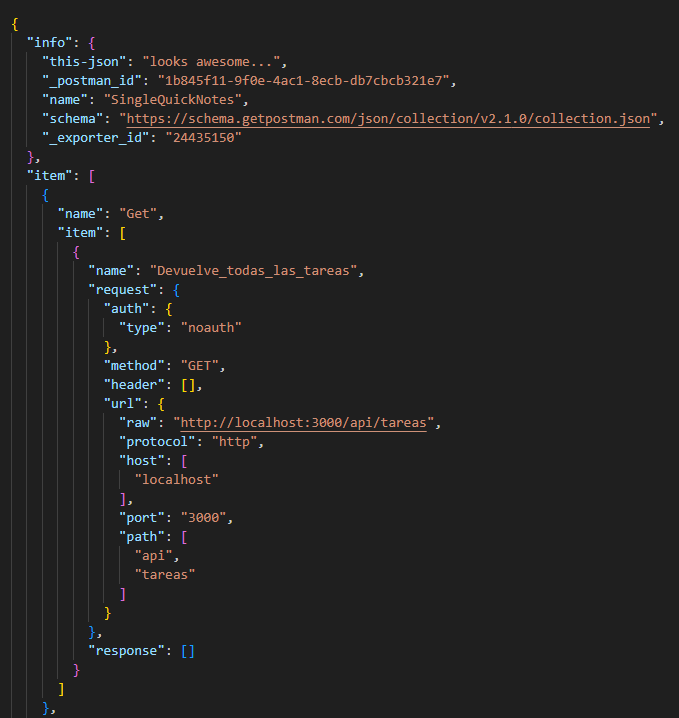 {
"info": {
"this-json": "looks awesome...",
"_postman_id": "1b845f11-9f0e-4ac1-8ecb-db7cbcb321e7",
"name": "SingleQuickNotes",
"schema": "https://schema.getpostman.com/json/collection/v2.1.0/collection.json",
"_exporter_id": "24435150"
},
"item": [
{
"name": "Get",
"item": [
{
"name": "Devuelve_todas_las_tareas",
"request": {
"auth": {
"type": "noauth"
},
"method": "GET",
"header": [],
"url": {
"raw": "http://localhost:3000/api/tareas",
"protocol": "http",
"host": [
"localhost"
],
"port": "3000",
"path": [
"api",
"tareas"
]
}
},
"response": []
}
]
},